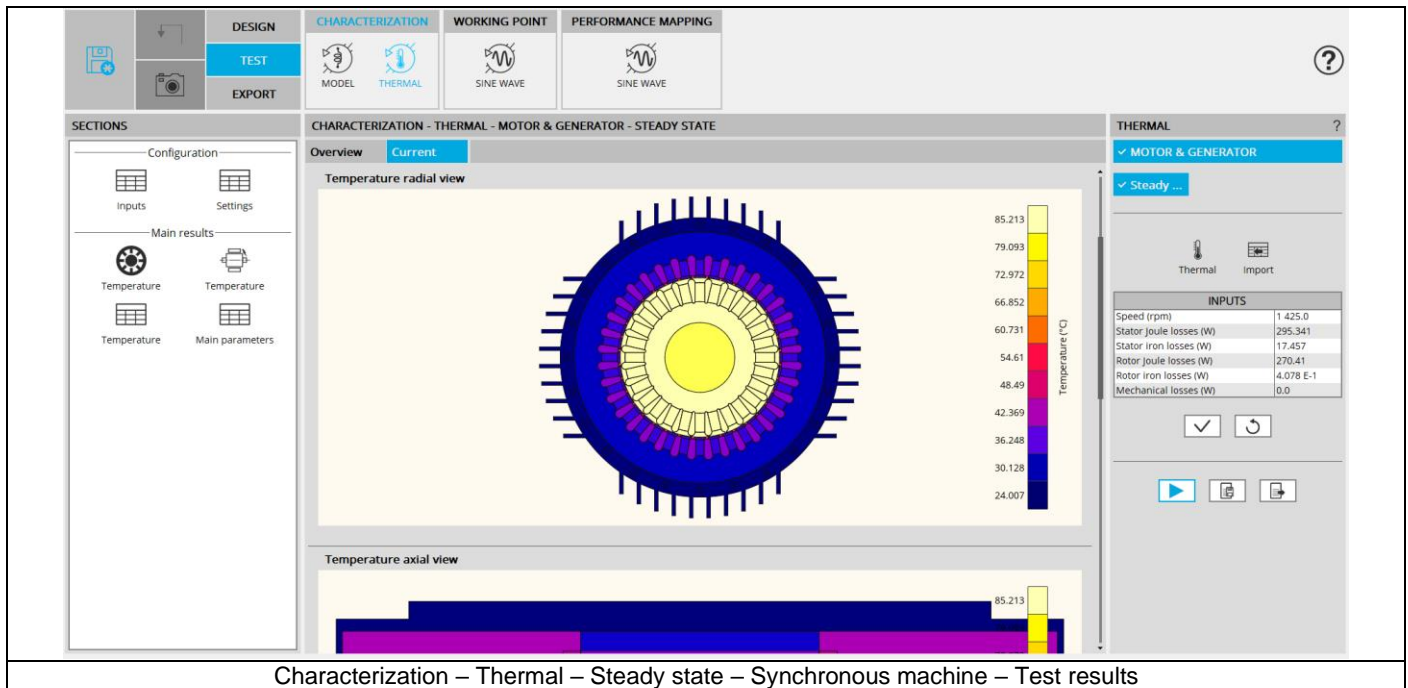 DESIGN
TEST
EXPORT
CHARACTERIZATION
MODEL
THERMAL
WORKING POINT
SINE WAVE
PERFORMANCE MAPPING
SINE WAVE
?
SECTIONS
Configuration
Inputs Settings
Main results
Temperature Temperature
Temperature Main parameters
CHARACTERIZATION - THERMAL - MOTOR & GENERATOR - STEADY STATE
Overview Current
Temperature radial view
85.213
79.093
72.972
66.852
60.731
54.61
48.49
42.369
36.248
30.128
24.007
Temperature (°C)
Temperature axial view
85.213
THERMAL ?
MOTOR & GENERATOR
Steady ...
Thermal Import
INPUTS
Speed (rpm) 1 425.0
Stator Joule losses (W) 295.341
Stator iron losses (W) 17.457
Rotor Joule losses (W) 270.41
Rotor iron losses (W) 4.078 E-1
Mechanical losses (W) 0.0
Characterization – Thermal – Steady state – Synchronous machine – Test results